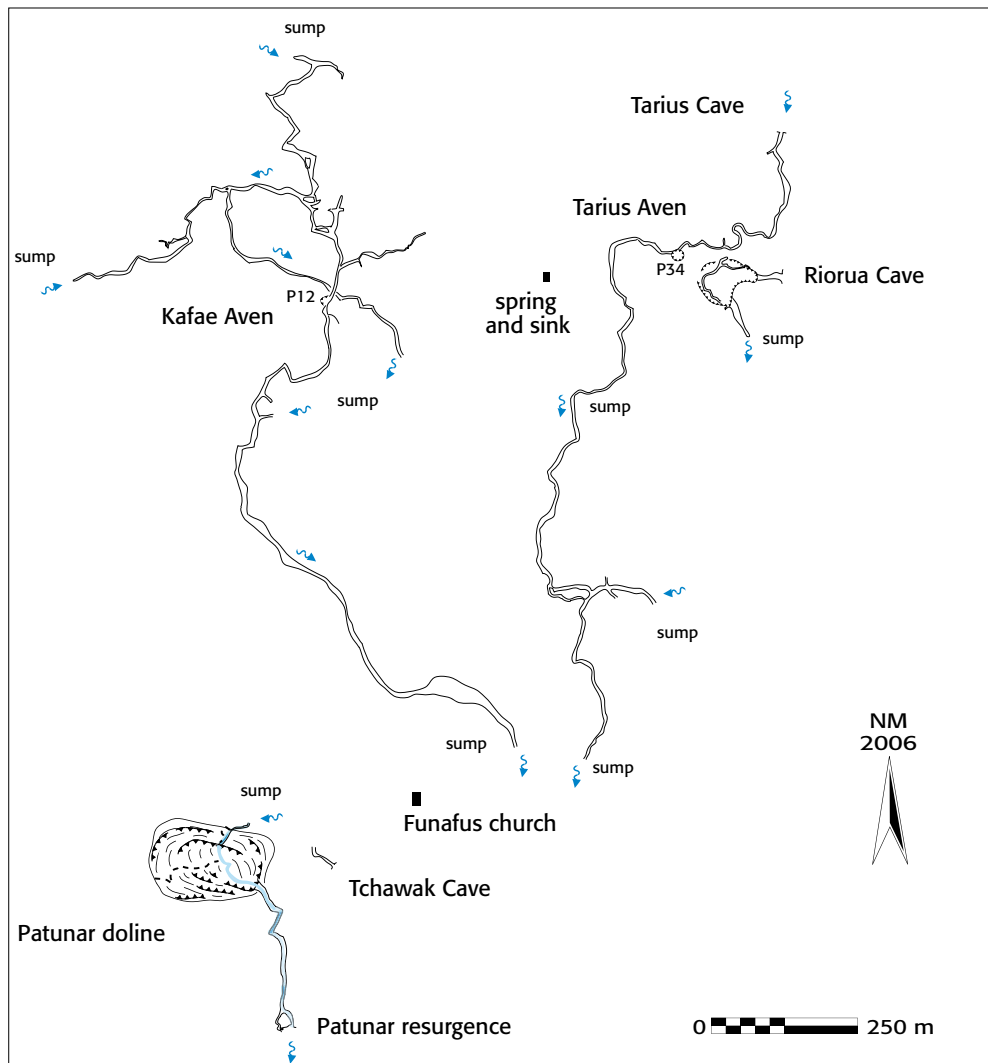 sump
Tarius Cave
Tarius Aven
sump
P34
Riorua Cave
P12
spring
and sink
Kafae Aven
sump
sump
sump
sump
sump
NM
2006
sump
sump
Funafus church
Tchawak Cave
Patunar doline
Patunar resurgence
0 250 m